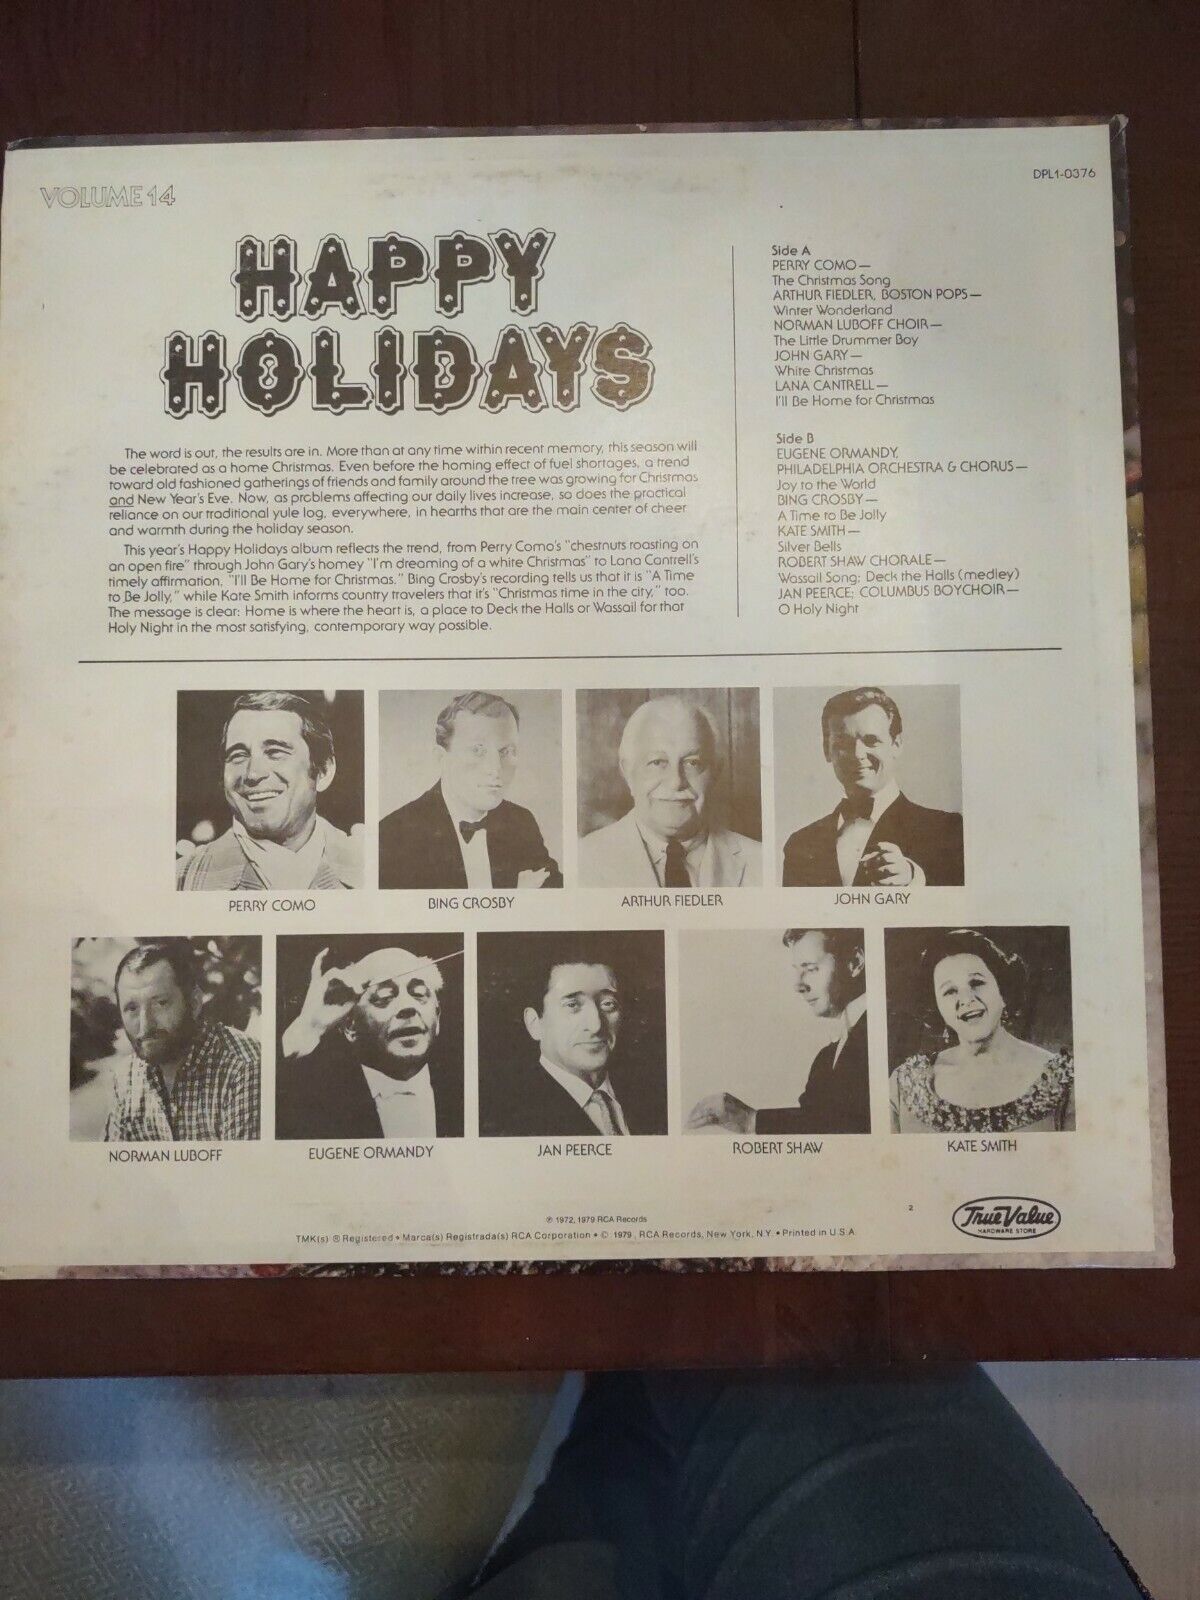 VOLUME 14
DPL1-0376
HAPPY
HOLIDAYS
The word is out, the results are in. More than at any time within recent memory, this season will
be celebrated as a home Christmas. Even before the homing effect of fuel shortages, a trend
toward old fashioned gatherings of friends and family around the tree was growing for Christmas
and New Year's Eve. Now, as problems affecting our daily lives increase, so does the practical
reliance on our traditional yule log, everywhere, in hearths that are the main center of cheer
and warmth during the holiday season.
This year's Happy Holidays album reflects the trend, from Perry Como's "chestnuts roasting on
an open fire" through John Gary's homey "I'm dreaming of a white Christmas" to Lana Cantrell's
timely affirmation, "I'll Be Home for Christmas." Bing Crosby's recording tells us that it is "A Time
to Be Jolly," while Kate Smith informs country travelers that it's "Christmas time in the city," too.
The message is clear: Home is where the heart is, a place to Deck the Halls or Wassail for that
Holy Night in the most satisfying, contemporary way possible.
Side A
PERRY COMO—
The Christmas Song
ARTHUR FIEDLER, BOSTON POPS—
Winter Wonderland
NORMAN LUBOFF CHOIR—
The Little Drummer Boy
JOHN GARY—
White Christmas
LANA CANTRELL—
I'll Be Home for Christmas
Side B
EUGENE ORMANDY,
PHILADELPHIA ORCHESTRA & CHORUS—
Joy to the World
BING CROSBY—
A Time to Be Jolly
KATE SMITH—
Silver Bells
ROBERT SHAW CHORALE—
Wassail Song; Deck the Halls (medley)
JAN PEERCE; COLUMBUS BOYCHOIR—
O Holy Night
PERRY COMO
BING CROSBY
ARTHUR FIEDLER
JOHN GARY
NORMAN LUBOFF
EUGENE ORMANDY
JAN PEERCE
ROBERT SHAW
KATE SMITH
℗ 1972, 1979 RCA Records
TMK(s) ® Registered • Marca(s) Registrada(s) RCA Corporation • © 1979, RCA Records, New York, N.Y. • Printed in U.S.A.
2
True Value
HARDWARE STORE